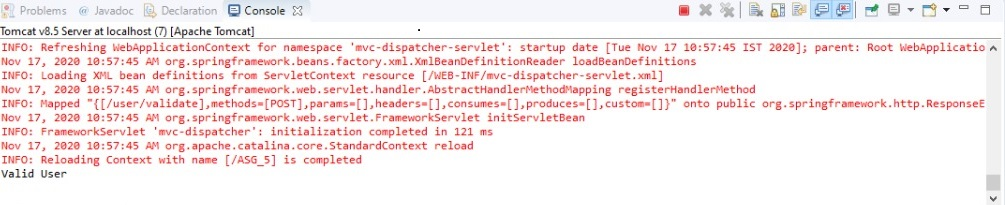 Problems @ Javadoc Declaration Console
Tomcat v8.5 Server at localhost (7) [Apache Tomcat]
INFO: Refreshing WebApplicationContext for namespace 'mvc-dispatcher-servlet': startup date [Tue Nov 17 10:57:45 IST 2020]; parent: Root WebApplicatio
Nov 17, 2020 10:57:45 AM org.springframework.beans.factory.xml.XmlBeanDefinitionReader loadBeanDefinitions
INFO: Loading XML bean definitions from ServletContext resource [/WEB-INF/mvc-dispatcher-servlet.xml]
Nov 17, 2020 10:57:45 AM org.springframework.web.servlet.handler.AbstractHandlerMethodMapping registerHandlerMethod
INFO: Mapped "{[/user/validate],methods=[POST],params=[],headers=[],consumes=[],produces=[],custom=[]}" onto public org.springframework.http.ResponseE
Nov 17, 2020 10:57:45 AM org.springframework.web.servlet.FrameworkServlet initServletBean
INFO: FrameworkServlet 'mvc-dispatcher': initialization completed in 121 ms
Nov 17, 2020 10:57:45 AM org.apache.catalina.core.StandardContext reload
INFO: Reloading Context with name [/ASG_5] is completed
Valid User